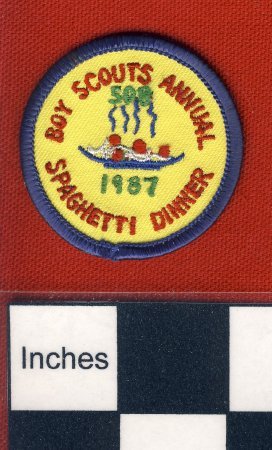 BOY SCOUTS ANNUAL
508
1987
SPAGHETTI DINNER
Inches